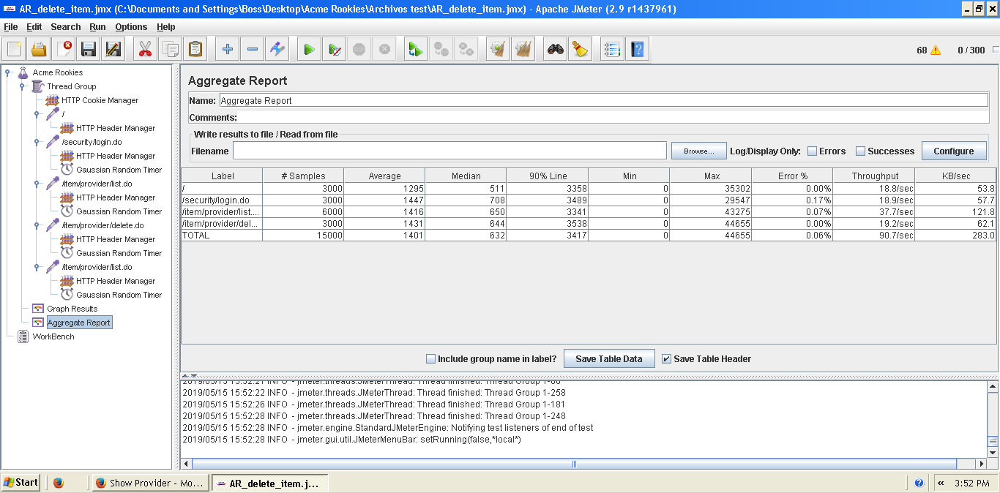 AR_delete_item.jmx (C:\Documents and Settings\Boss\Desktop\Acme Rookies\Archivos test\AR_delete_item.jmx) - Apache JMeter (2.9 r1437961)
File Edit Search Run Options Help
68 0 / 300
Acme Rookies
Thread Group
HTTP Cookie Manager
/
HTTP Header Manager
/security/login.do
HTTP Header Manager
Gaussian Random Timer
/item/provider/list.do
HTTP Header Manager
Gaussian Random Timer
/item/provider/delete.do
HTTP Header Manager
Gaussian Random Timer
/item/provider/list.do
HTTP Header Manager
Gaussian Random Timer
Graph Results
Aggregate Report
WorkBench
Aggregate Report
Name: Aggregate Report
Comments:
Write results to file / Read from file
Filename Browse... Log/Display Only: Errors Successes Configure
Label # Samples Average Median 90% Line Min Max Error % Throughput KB/sec
/ 3000 1295 511 3358 0 35302 0.00% 18.8/sec 53.8
/security/login.do 3000 1447 708 3489 0 29547 0.17% 18.9/sec 57.7
/item/provider/list.... 6000 1416 650 3341 0 43275 0.07% 37.7/sec 121.8
/item/provider/del... 3000 1431 644 3538 0 44655 0.00% 19.2/sec 62.1
TOTAL 15000 1401 632 3417 0 44655 0.06% 90.7/sec 283.0
Include group name in label? Save Table Data Save Table Header
2019/05/15 15:52:21 INFO - jmeter.threads.JMeterThread: Thread finished: Thread Group 1-
2019/05/15 15:52:22 INFO - jmeter.threads.JMeterThread: Thread finished: Thread Group 1-258
2019/05/15 15:52:26 INFO - jmeter.threads.JMeterThread: Thread finished: Thread Group 1-181
2019/05/15 15:52:28 INFO - jmeter.threads.JMeterThread: Thread finished: Thread Group 1-248
2019/05/15 15:52:28 INFO - jmeter.engine.StandardJMeterEngine: Notifying test listeners of end of test
2019/05/15 15:52:28 INFO - jmeter.gui.util.JMeterMenuBar: setRunning(false,*local*)
Start Show Provider - Mo... AR_delete_item.j... « 3:52 PM